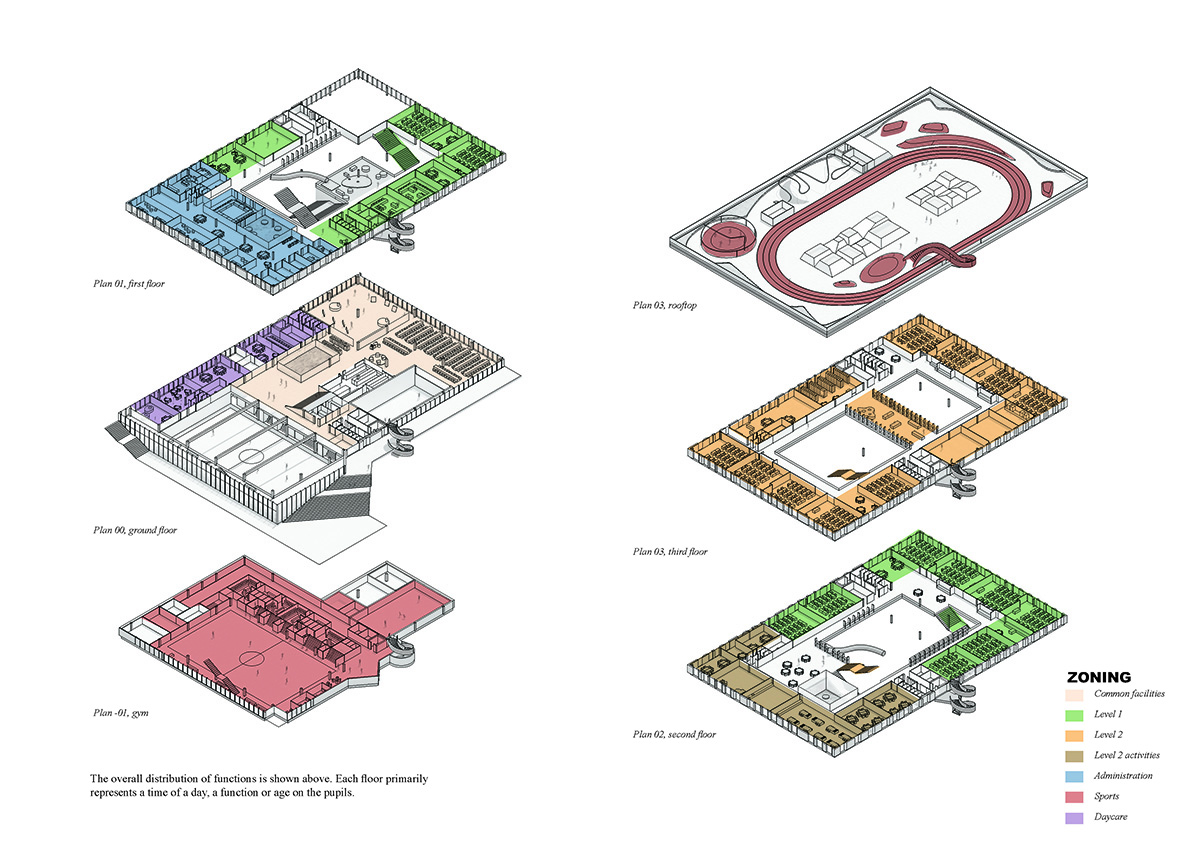 Plan 01, first floor
Plan 00, ground floor
Plan -01, gym
The overall distribution of functions is shown above. Each floor primarily
represents a time of a day, a function or age on the pupils.
Plan 03, rooftop
Plan 03, third floor
Plan 02, second floor
ZONING
Common facilities
Level 1
Level 2
Level 2 activities
Administration
Sports
Daycare